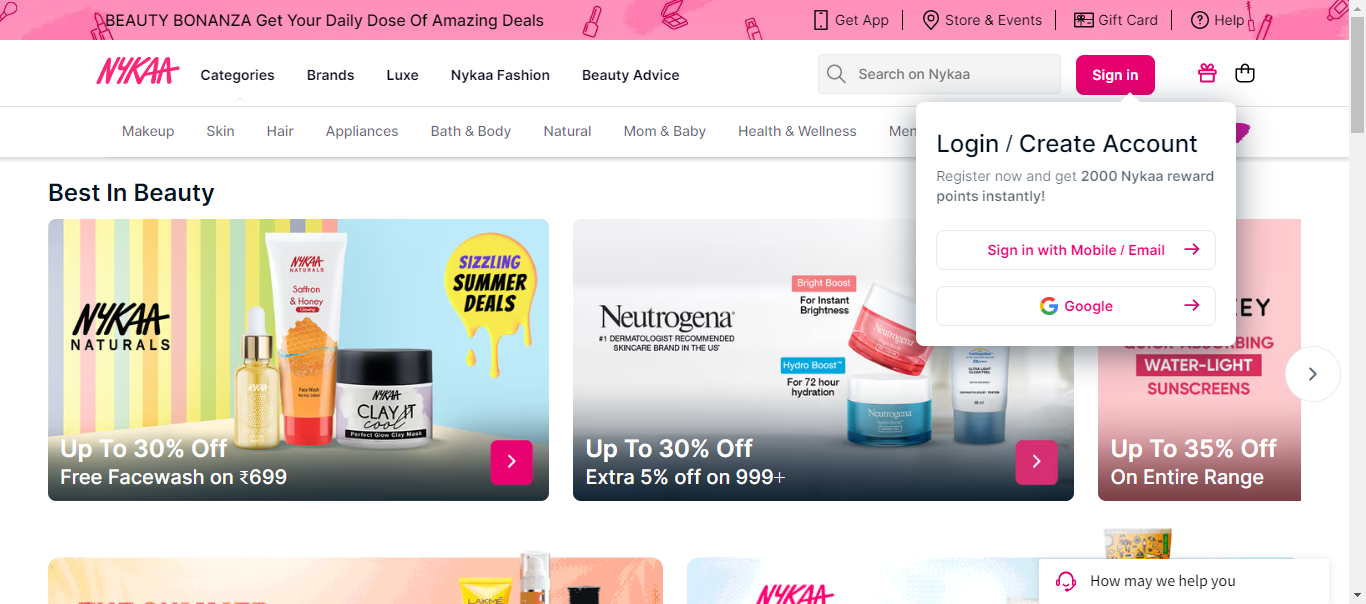 BEAUTY BONANZA Get Your Daily Dose Of Amazing Deals
Get App
Store & Events
Gift Card
Help
NYKAA
Categories
Brands
Luxe
Nykaa Fashion
Beauty Advice
Search on Nykaa
Sign in
Makeup
Skin
Hair
Appliances
Bath & Body
Natural
Mom & Baby
Health & Wellness
Men
Login / Create Account
Register now and get 2000 Nykaa reward
points instantly!
Sign in with Mobile / Email
Google
Best In Beauty
NYKAA
NATURALS
NYKAA
NATURALS
Saffron
& Honey
Face Wash
NYKAA
CLAY IT
cool
Perfect Glow Clay Mask
SIZZLING
SUMMER
DEALS
Up To 30% Off
Free Facewash on ₹699
Neutrogena
#1 DERMATOLOGIST RECOMMENDED
SKINCARE BRAND IN THE US
Bright Boost
For Instant
Brightness
Hydro Boost™
For 72 hour
hydration
Neutrogena
Neutrogena
ULTRA LIGHT
CLEAN FEEL
Up To 30% Off
Extra 5% off on 999+
EY
QUICK-ABSORBING
WATER-LIGHT
SUNSCREENS
Up To 35% Off
On Entire Range
LAKMÉ
NYKAA
How may we help you